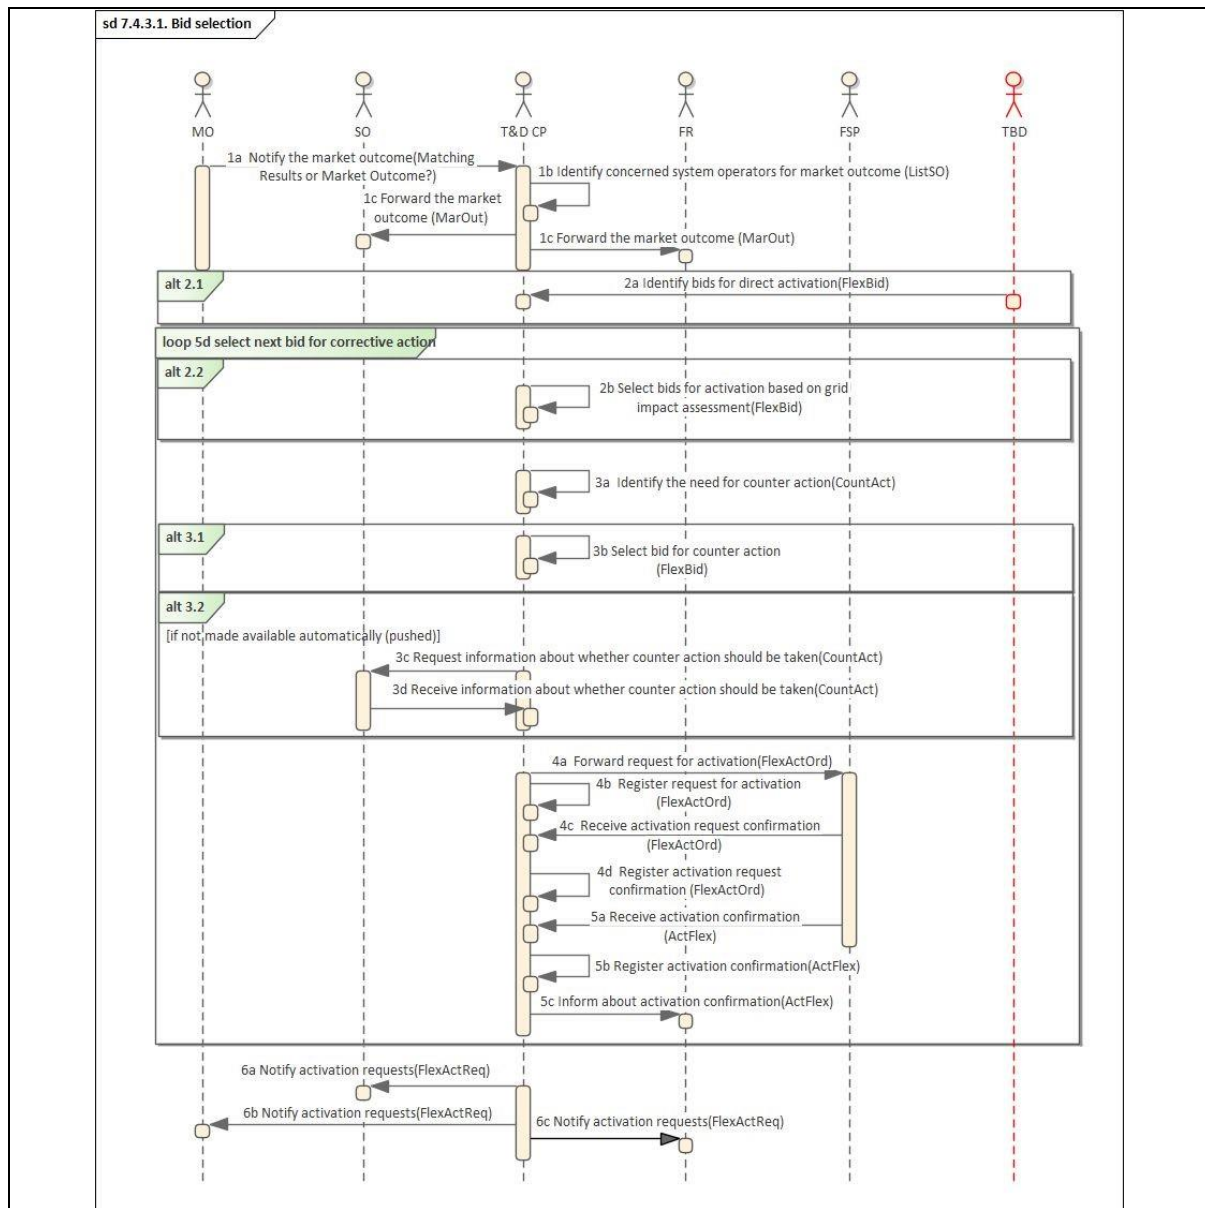 sd 7.4.3.1. Bid selection
MO
SO
T&D CP
FR
FSP
TBD
1a  Notify the market outcome(Matching
Results or Market Outcome?)
1b Identify concerned system operators for market outcome (ListSO)
1c Forward the market
outcome (MarOut)
1c Forward the market outcome (MarOut)
alt 2.1
2a Identify bids for direct activation(FlexBid)
loop 5d select next bid for corrective action
alt 2.2
2b Select bids for activation based on grid
impact assessment(FlexBid)
3a  Identify the need for counter action(CountAct)
alt 3.1
3b Select bid for counter action
(FlexBid)
alt 3.2
[if not made available automatically (pushed)]
3c Request information about whether counter action should be taken(CountAct)
3d Receive information about whether counter action should be taken(CountAct)
4a  Forward request for activation(FlexActOrd)
4b  Register request for activation
(FlexActOrd)
4c  Receive activation request confirmation
(FlexActOrd)
4d  Register activation request
confirmation (FlexActOrd)
5a Receive activation confirmation
(ActFlex)
5b Register activation confirmation(ActFlex)
5c Inform about activation confirmation(ActFlex)
6a Notify activation requests(FlexActReq)
6b Notify activation requests(FlexActReq)
6c Notify activation requests(FlexActReq)